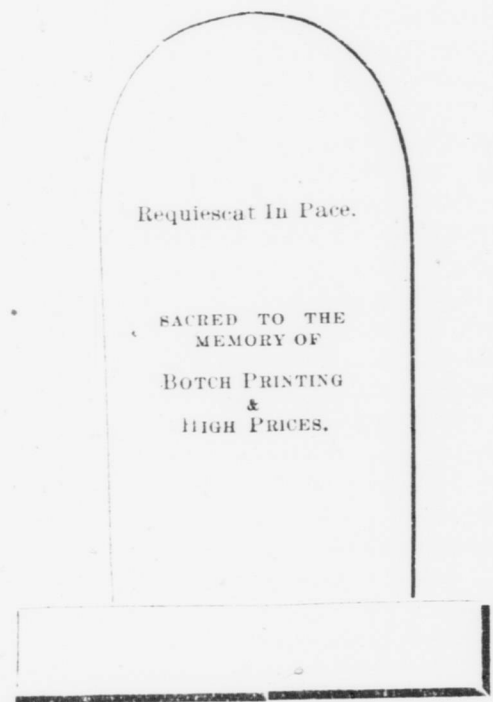 Requiescat In Pace.
SACRED TO THE
MEMORY OF
BOTCH PRINTING
&
HIGH PRICES.